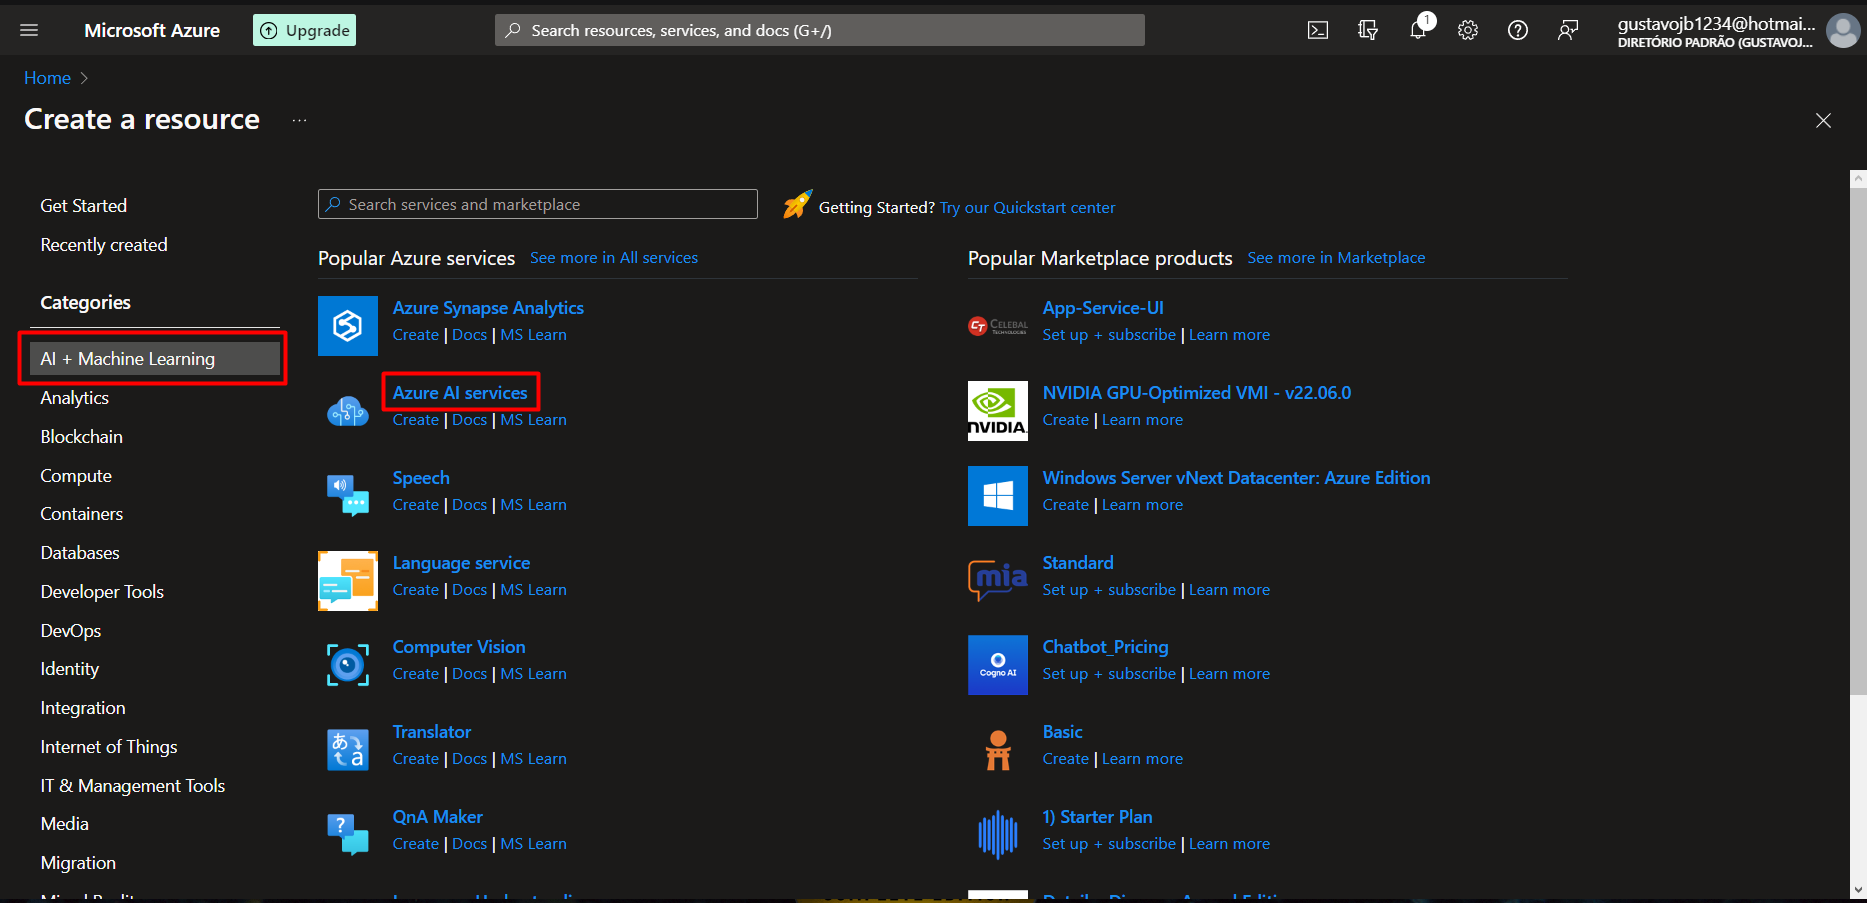 Microsoft Azure
Upgrade
Search resources, services, and docs (G+/)
1
gustavojb1234@hotmai...
DIRETÓRIO PADRÃO (GUSTAVOJ...
Home
Create a resource
...
Get Started
Recently created
Categories
AI + Machine Learning
Analytics
Blockchain
Compute
Containers
Databases
Developer Tools
DevOps
Identity
Integration
Internet of Things
IT & Management Tools
Media
Migration
Search services and marketplace
Getting Started? Try our Quickstart center
Popular Azure services See more in All services
Azure Synapse Analytics
Create | Docs | MS Learn
Azure AI services
Create | Docs | MS Learn
Speech
Create | Docs | MS Learn
Language service
Create | Docs | MS Learn
Computer Vision
Create | Docs | MS Learn
あ
a
Translator
Create | Docs | MS Learn
?
QnA Maker
Create | Docs | MS Learn
Popular Marketplace products See more in Marketplace
CT CELEBAL
TECHNOLOGIES
App-Service-UI
Set up + subscribe | Learn more
NVIDIA.
NVIDIA GPU-Optimized VMI - v22.06.0
Create | Learn more
Windows Server vNext Datacenter: Azure Edition
Create | Learn more
mia
Standard
Set up + subscribe | Learn more
Cogno AI
Chatbot_Pricing
Set up + subscribe | Learn more
Basic
Create | Learn more
1) Starter Plan
Set up + subscribe | Learn more